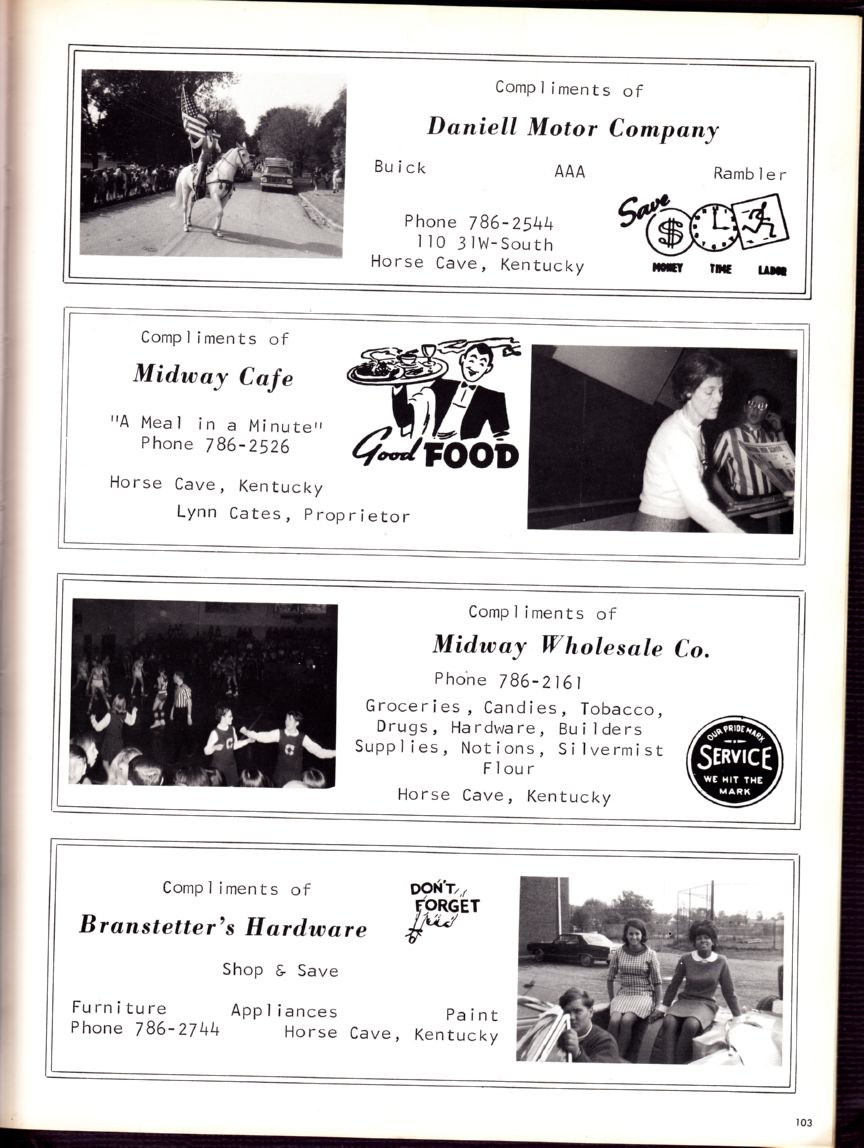 Compliments of
Daniell Motor Company
Buick AAA Rambler
Phone 786-2544
110 31W-South
Horse Cave, Kentucky
Save
$
MONEY TIME LABOR
Compliments of
Midway Cafe
"A Meal in a Minute"
Phone 786-2526
Horse Cave, Kentucky
Lynn Cates, Proprietor
Good FOOD
Compliments of
Midway Wholesale Co.
Phone 786-2161
Groceries, Candies, Tobacco,
Drugs, Hardware, Builders
Supplies, Notions, Silvermist
Flour
Horse Cave, Kentucky
OUR PRIDE MARK
SERVICE
WE HIT THE
MARK
Compliments of
Branstetter's Hardware
DON'T
FORGET
Shop & Save
Furniture Appliances Paint
Phone 786-2744 Horse Cave, Kentucky
103